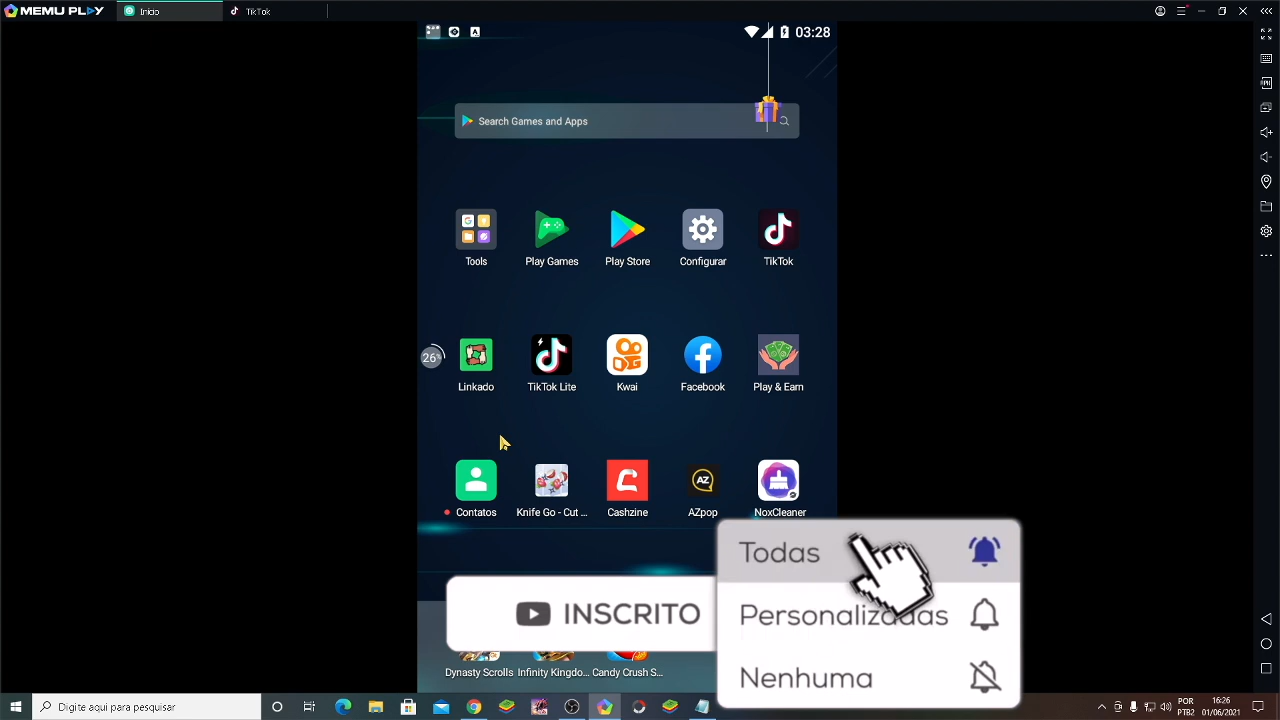 MEMU PLAY
Início
TikTok
03:28
Search Games and Apps
Tools
Play Games
Play Store
Configurar
TikTok
26%
Linkado
TikTok Lite
Kwai
Facebook
Play & Earn
Contatos
Knife Go - Cut ...
Cashzine
AZ
AZpop
NoxCleaner
INSCRITO
Todas
Personalizadas
Nenhuma
Dynasty Scrolls
Infinity Kingdo...
Candy Crush S...
Digite aqui para pesquisar
POR
PTB2
16:26
01/06/2021